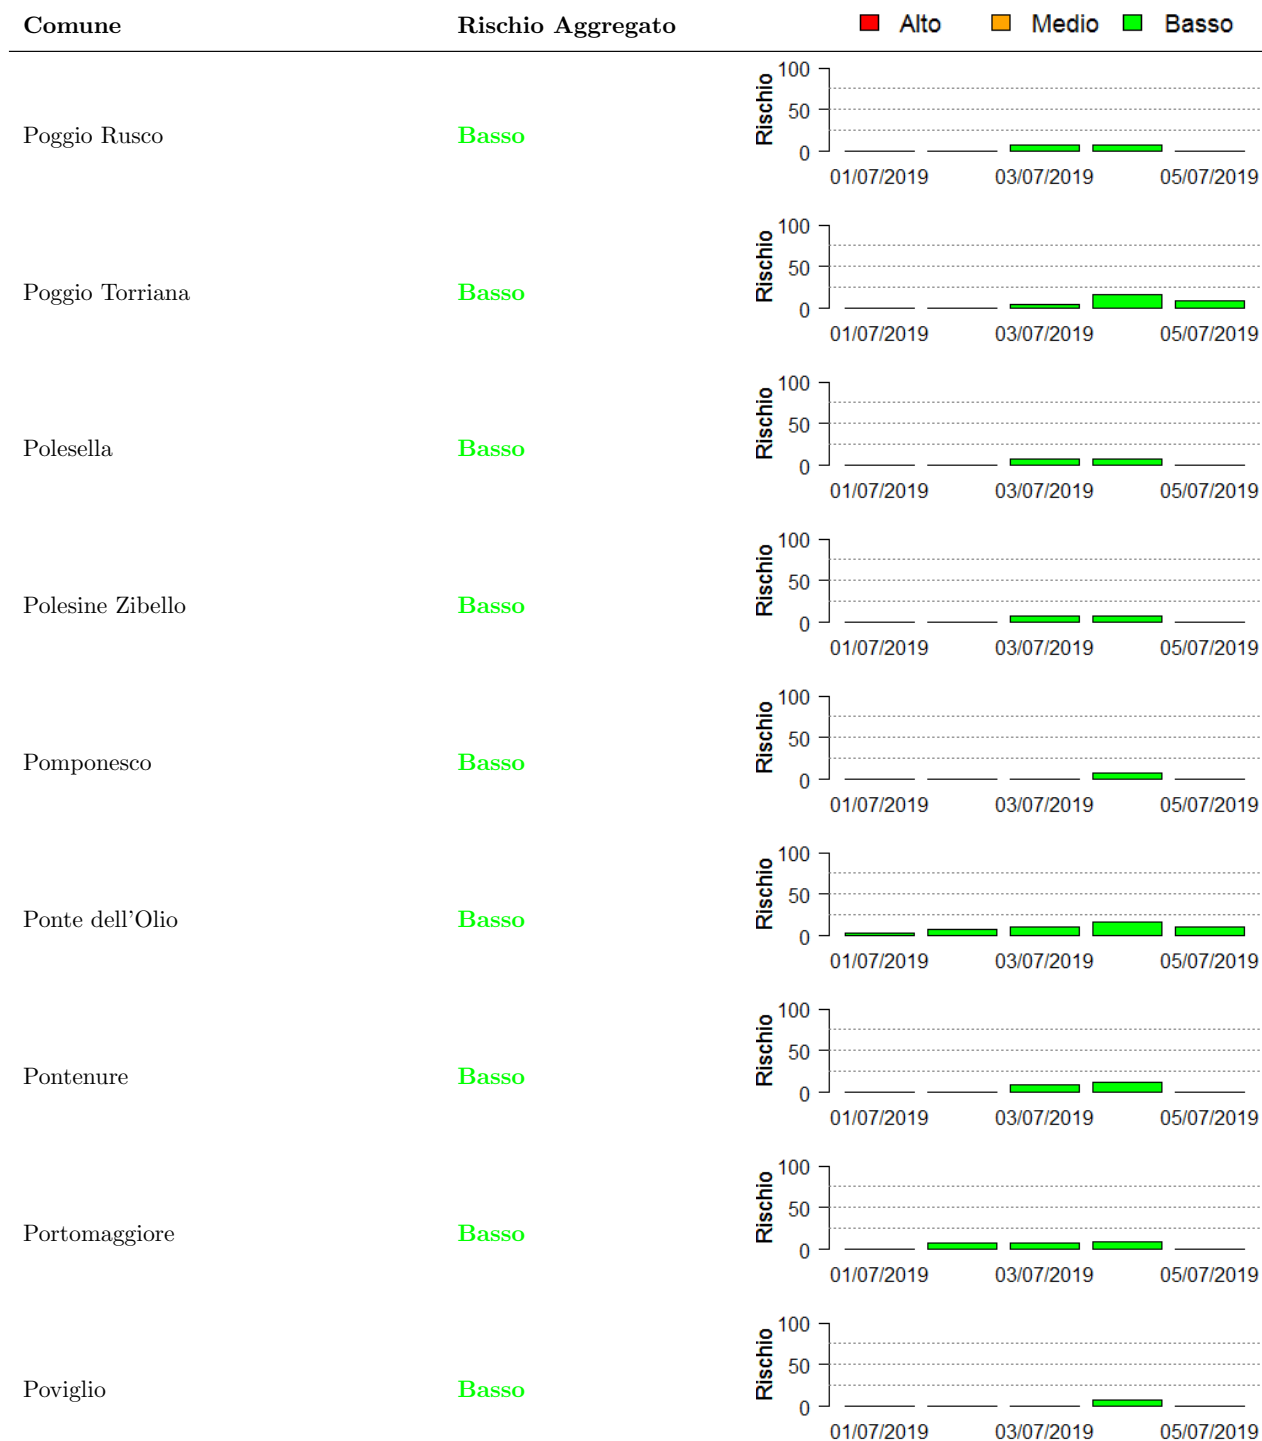 Comune Rischio Aggregato Alto Medio Basso
Poggio Rusco Basso Rischio 100 50 0
01/07/2019 03/07/2019 05/07/2019
Poggio Torriana Basso Rischio 100 50 0
01/07/2019 03/07/2019 05/07/2019
Polesella Basso Rischio 100 50 0
01/07/2019 03/07/2019 05/07/2019
Polesine Zibello Basso Rischio 100 50 0
01/07/2019 03/07/2019 05/07/2019
Pomponesco Basso Rischio 100 50 0
01/07/2019 03/07/2019 05/07/2019
Ponte dell'Olio Basso Rischio 100 50 0
01/07/2019 03/07/2019 05/07/2019
Pontenure Basso Rischio 100 50 0
01/07/2019 03/07/2019 05/07/2019
Portomaggiore Basso Rischio 100 50 0
01/07/2019 03/07/2019 05/07/2019
Poviglio Basso Rischio 100 50 0
01/07/2019 03/07/2019 05/07/2019